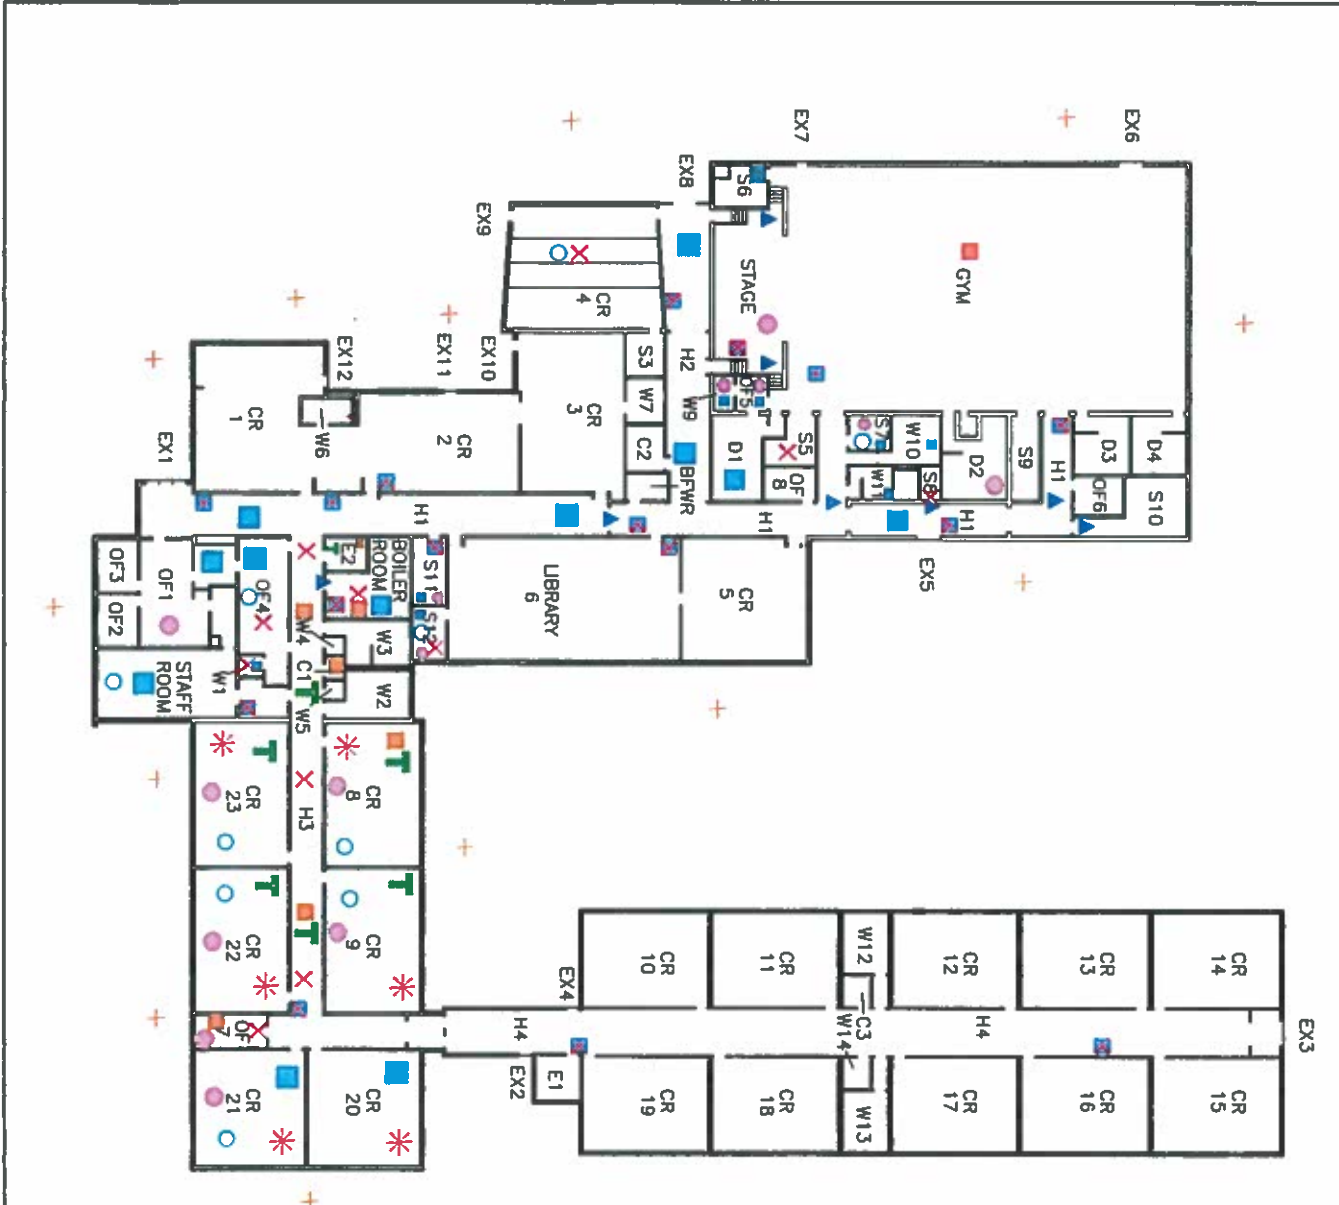 EX7
EX6
EX8
S6
EX9
STAGE
GYM
CR
4
H2
S3
EX12
EX11
EX10
W7
W9
OF5
CR
1
W6
CR
2
CR
3
C2
D1
S5
OF
8
S7
W10
D2
S9
H1
D3
D4
EX1
BFWR
W11
S8
OF6
S10
H1
H1
H1
EX5
OF3
OF1
OF4
E2
BOILER
ROOM
S11
LIBRARY
6
CR
5
OF2
W4
W3
S12
STAFF
ROOM
W1
C1
W2
W5
CR
23
H3
CR
8
CR
22
CR
9
EX4
CR
10
CR
11
W12
CR
12
CR
13
CR
14
OF
7
H4
C3
W14
H4
EX3
EX2
E1
CR
21
CR
20
CR
19
CR
18
W13
CR
17
CR
16
CR
15